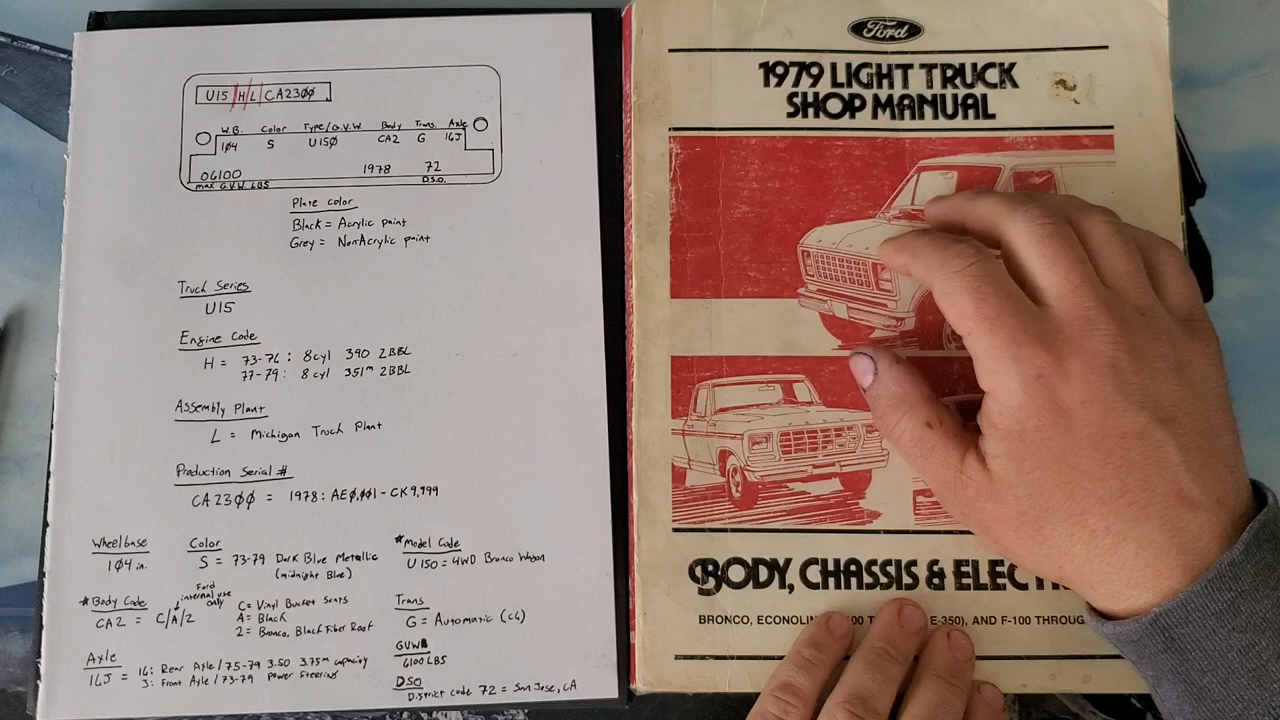 U15 H L CA2300
W.B. Color Type/G.V.W Body Trans. Axle
104 S U150 CA2 G 16J
06100 1978 72
max G.V.W. LBS D.S.O.
Plate color
Black = Acrylic paint
Grey = NonAcrylic paint
Truck Series
U15
Engine Code
H = 73-76: 8cyl 390 2BBL
77-79: 8cyl 351m 2BBL
Assembly Plant
L = Michigan Truck Plant
Production Serial #
CA2300 = 1978: AE0,001 - CK9,999
Wheelbase
104 in.
Color
S = 73-79 Dark Blue Metallic
(midnight Blue)
*Model Code
U150 = 4WD Bronco Wagon
*Body Code
CA2 = C/A/2
Ford
internal use
only
C = Vinyl Bucket Seats
A = Black
2 = Bronco, Black Fiber Roof
Trans
G = Automatic (c6)
Axle
16J = 16: Rear Axle / 75-79 3.50 3.75m capacity
J: Front Axle / 73-79 power Steering
GVW
6100 LBS
DSO
District code 72 = San Jose, CA
Ford
1979 LIGHT TRUCK
SHOP MANUAL
BODY, CHASSIS &
BRONCO, AND F-100